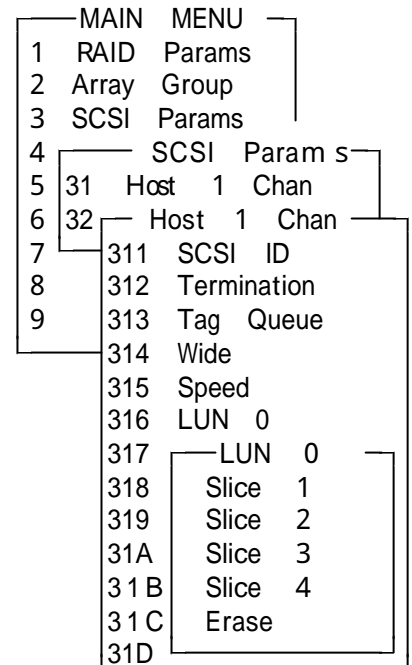 MAIN MENU
1 RAID Params
2 Array Group
3 SCSI Params
4 SCSI Params
5 31 Host 1 Chan
6 32 Host 1 Chan
7 311 SCSI ID
8 312 Termination
9 313 Tag Queue
314 Wide
315 Speed
316 LUN 0
317 LUN 0
318 Slice 1
319 Slice 2
31A Slice 3
31B Slice 4
31C Erase
31D